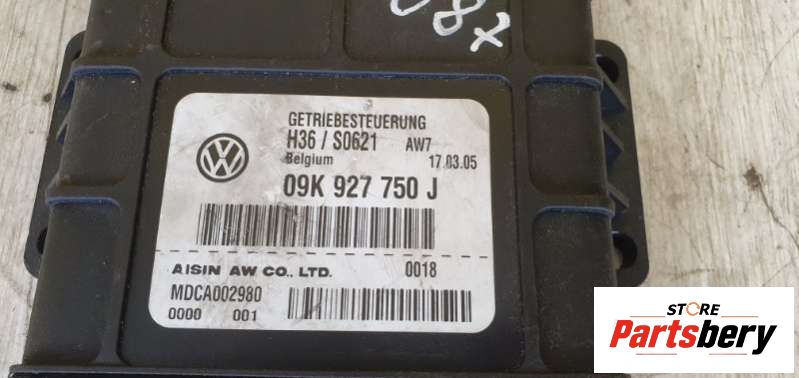 087
GETRIEBESTEUERUNG
H36 / S0621 AW7
Belgium 17.03.05
09K 927 750 J
AISIN AW CO., LTD. 0018
MDCA002980
0000 001
STORE
Partsbery